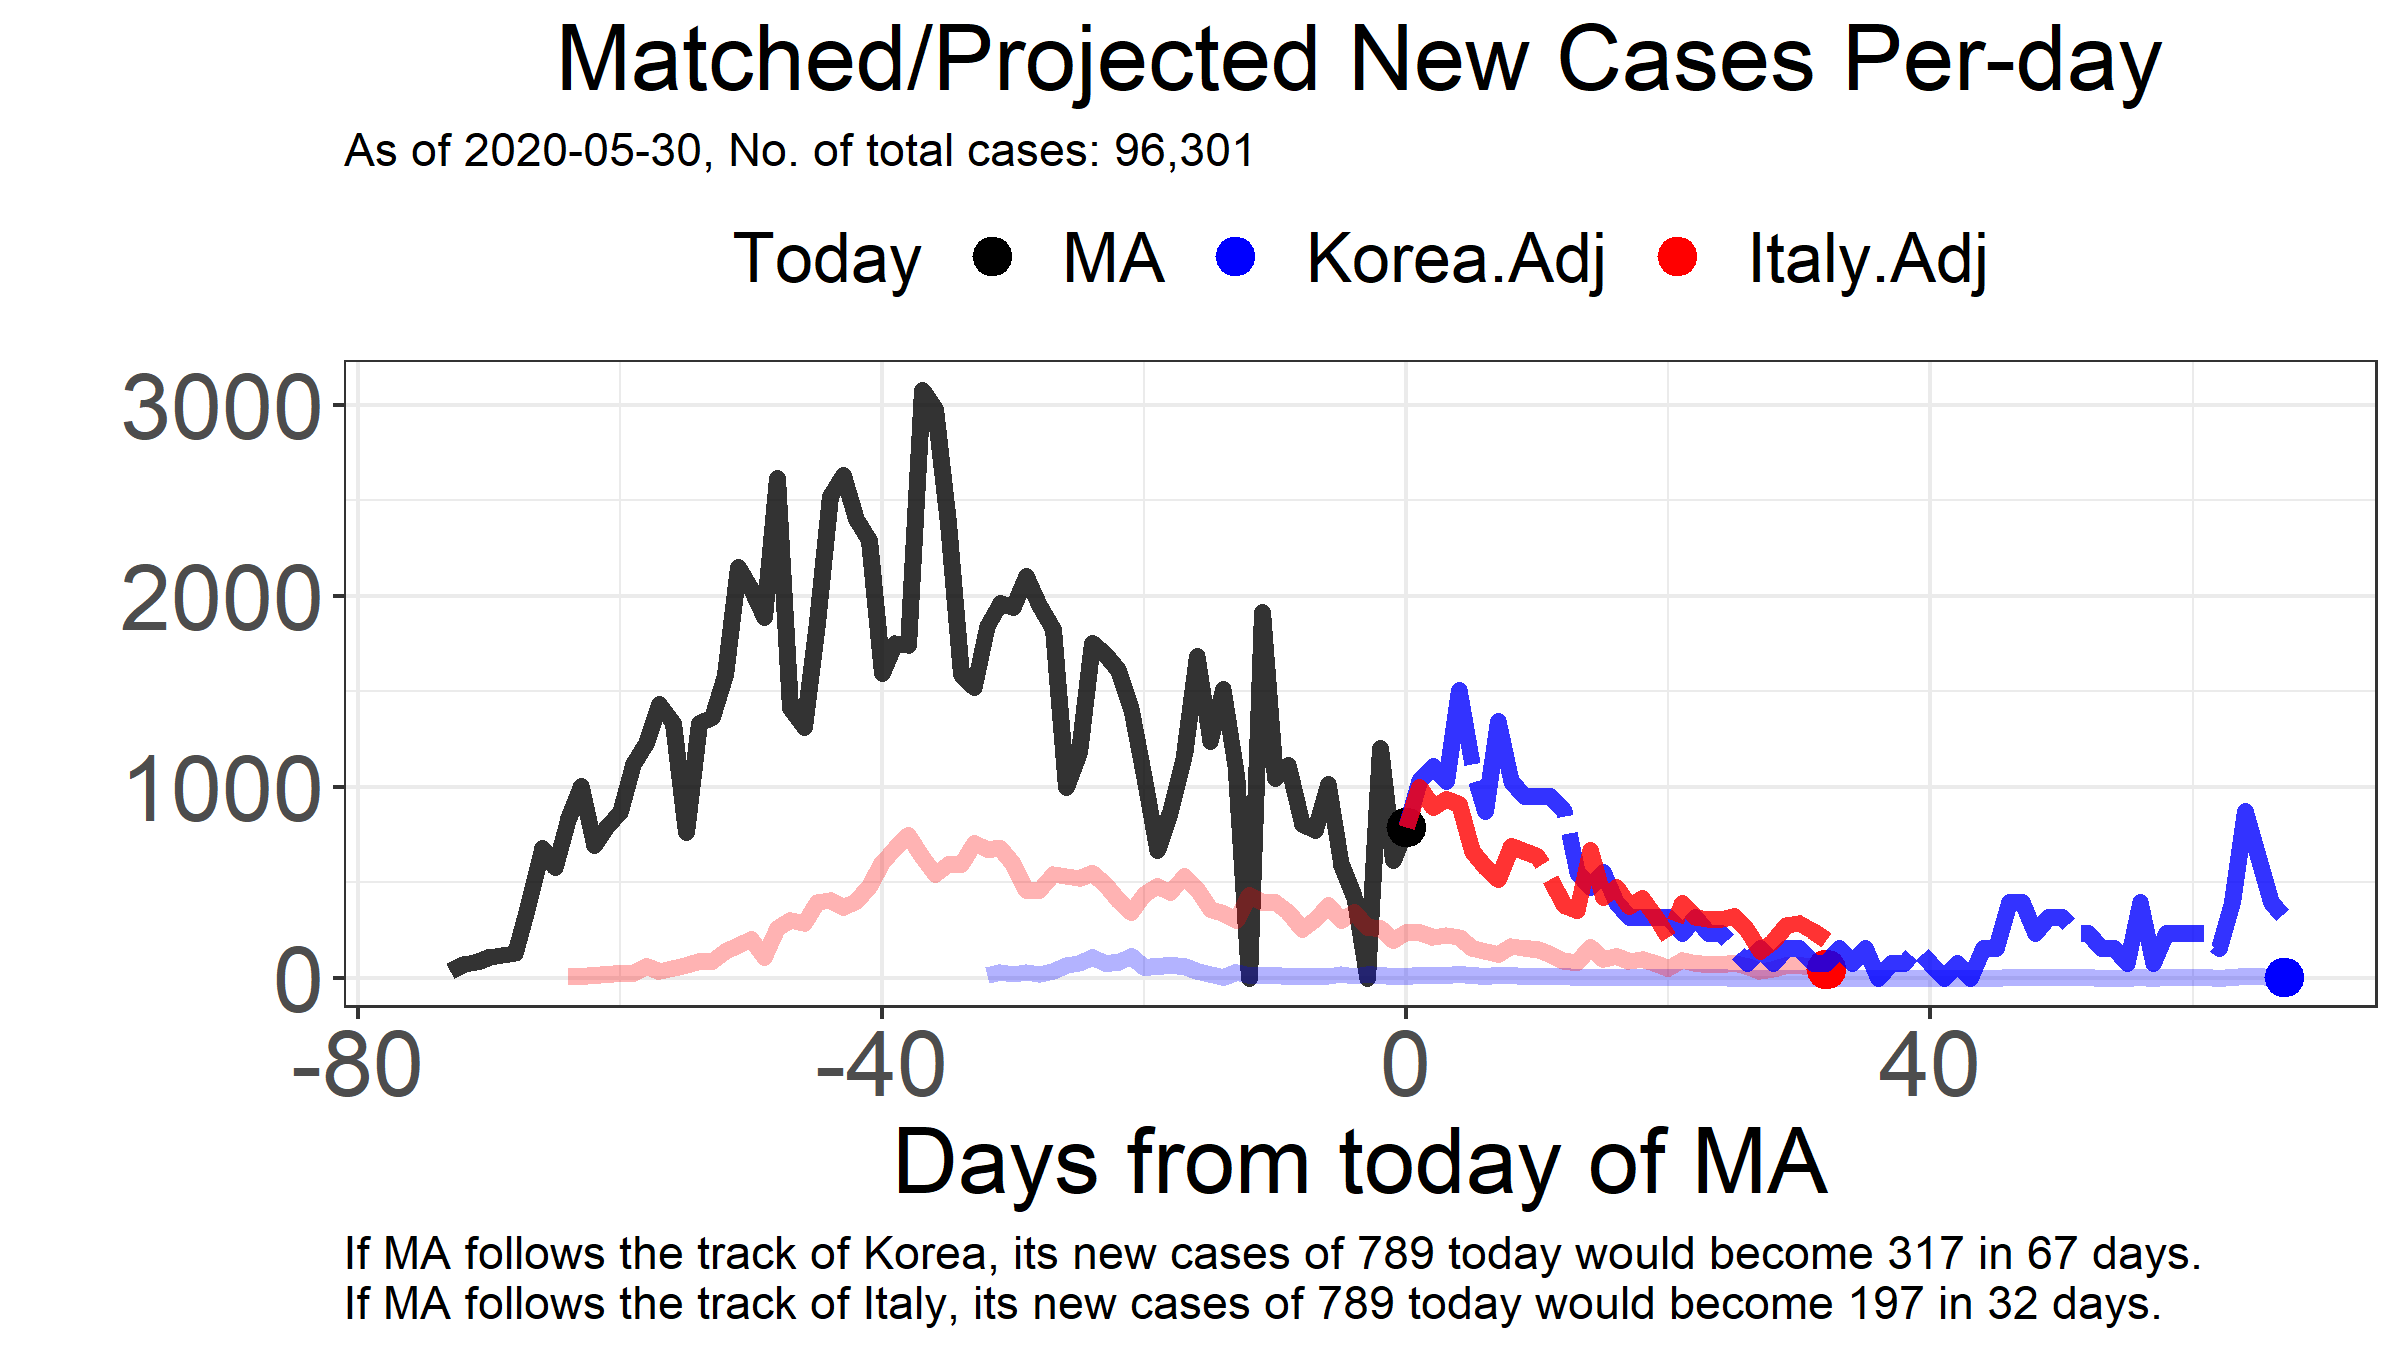 Matched/Projected New Cases Per-day
As of 2020-05-30, No. of total cases: 96,301
Today MA Korea.Adj Italy.Adj
3000
2000
1000
0
-80 -40 0 40
Days from today of MA
If MA follows the track of Korea, its new cases of 789 today would become 317 in 67 days.
If MA follows the track of Italy, its new cases of 789 today would become 197 in 32 days.